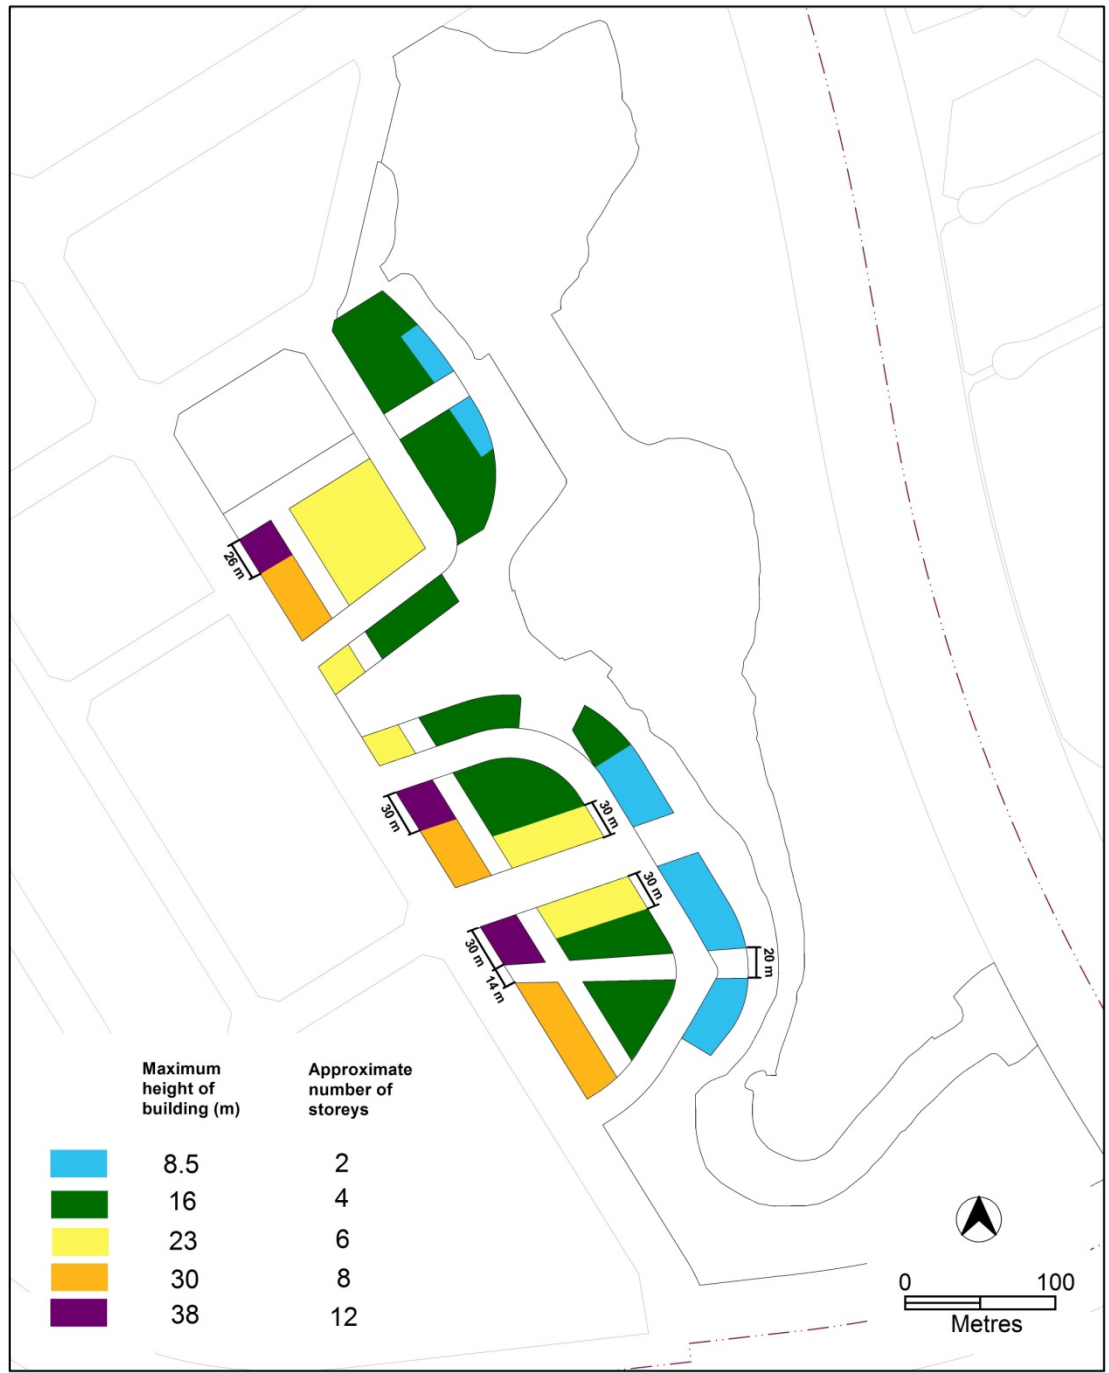 26 m
30 m
30 m
30 m
30 m
14 m
20 m
Maximum height of building (m)
Approximate number of storeys
8.5 2
16 4
23 6
30 8
38 12
0 100
Metres